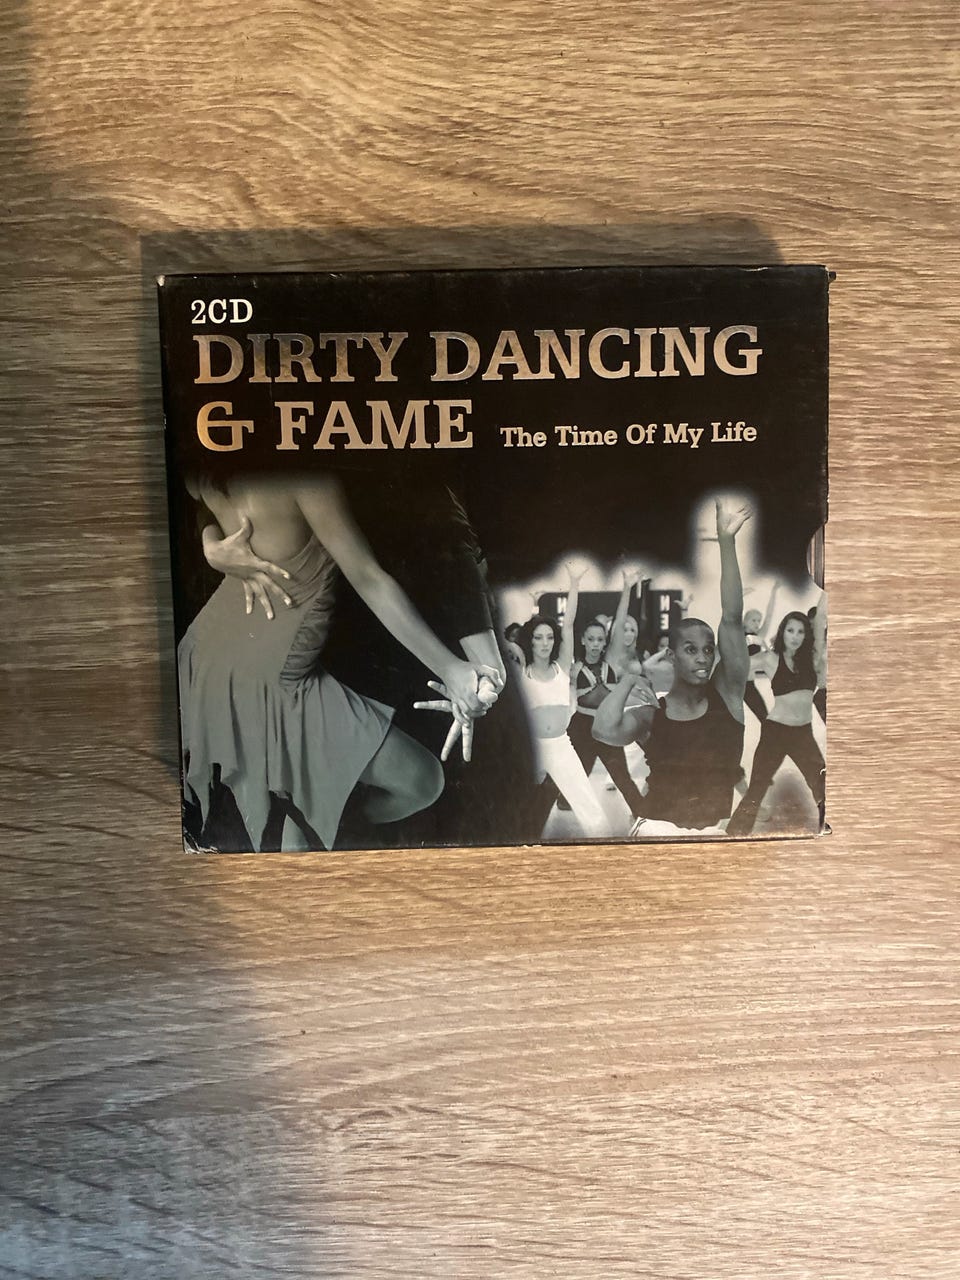 2CD
DIRTY DANCING
& FAME The Time Of My Life